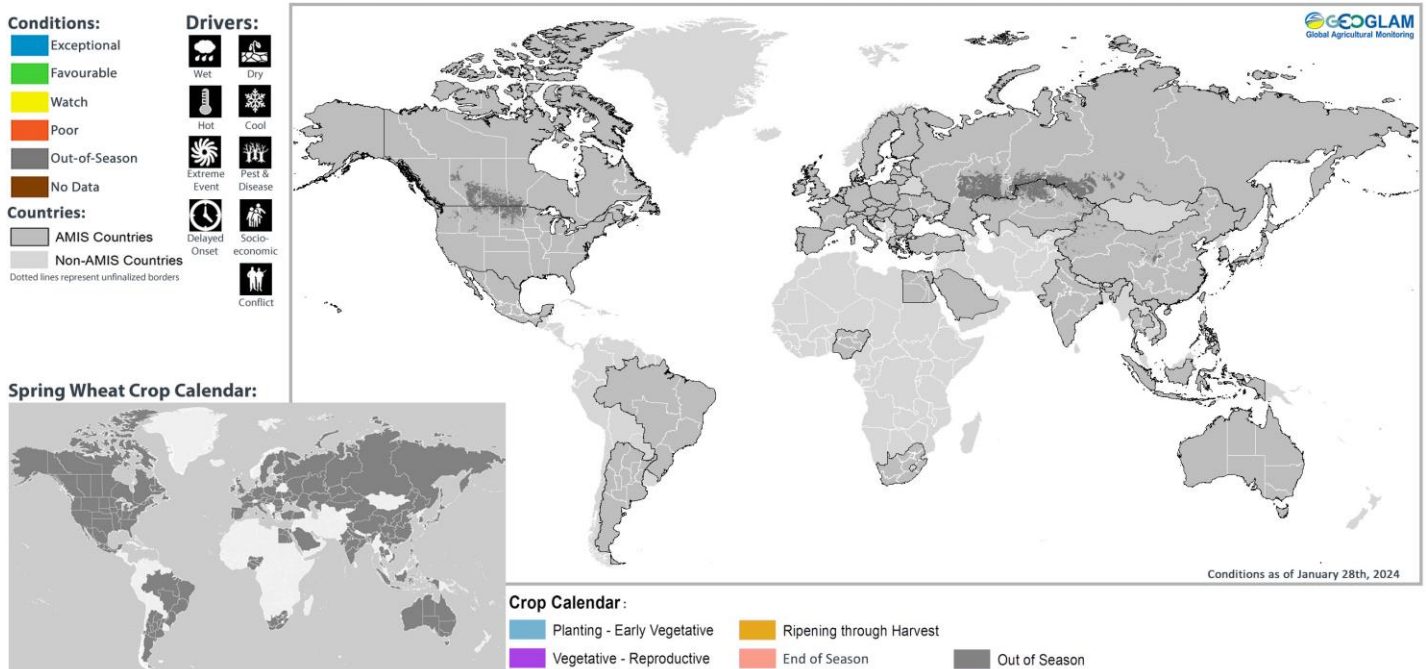 Conditions:
Exceptional
Favourable
Watch
Poor
Out-of-Season
No Data
Countries:
AMIS Countries
Non-AMIS Countries
Dotted lines represent unfinalized borders
Drivers:
Wet
Dry
Hot
Cool
Extreme
Event
Pest &
Disease
Delayed
Onset
Socio-
economic
Conflict
GEOGLAM
Global Agricultural Monitoring
Conditions as of January 28th, 2024
Spring Wheat Crop Calendar:
Crop Calendar :
Planting - Early Vegetative
Ripening through Harvest
Vegetative - Reproductive
End of Season
Out of Season